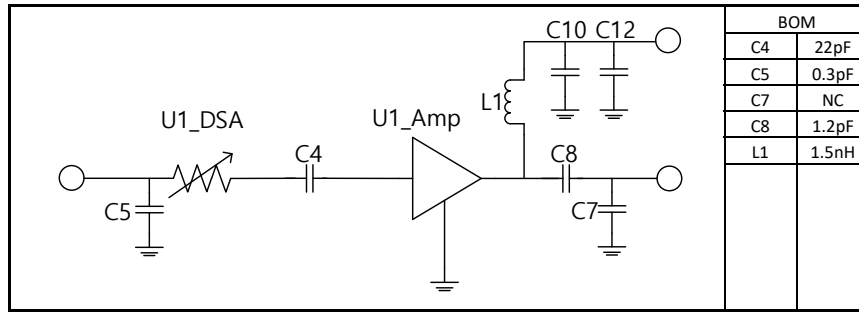 C10 C12
L1
U1_DSA
U1_Amp
C4
C8
C5
C7
BOM
C4 22pF
C5 0.3pF
C7 NC
C8 1.2pF
L1 1.5nH